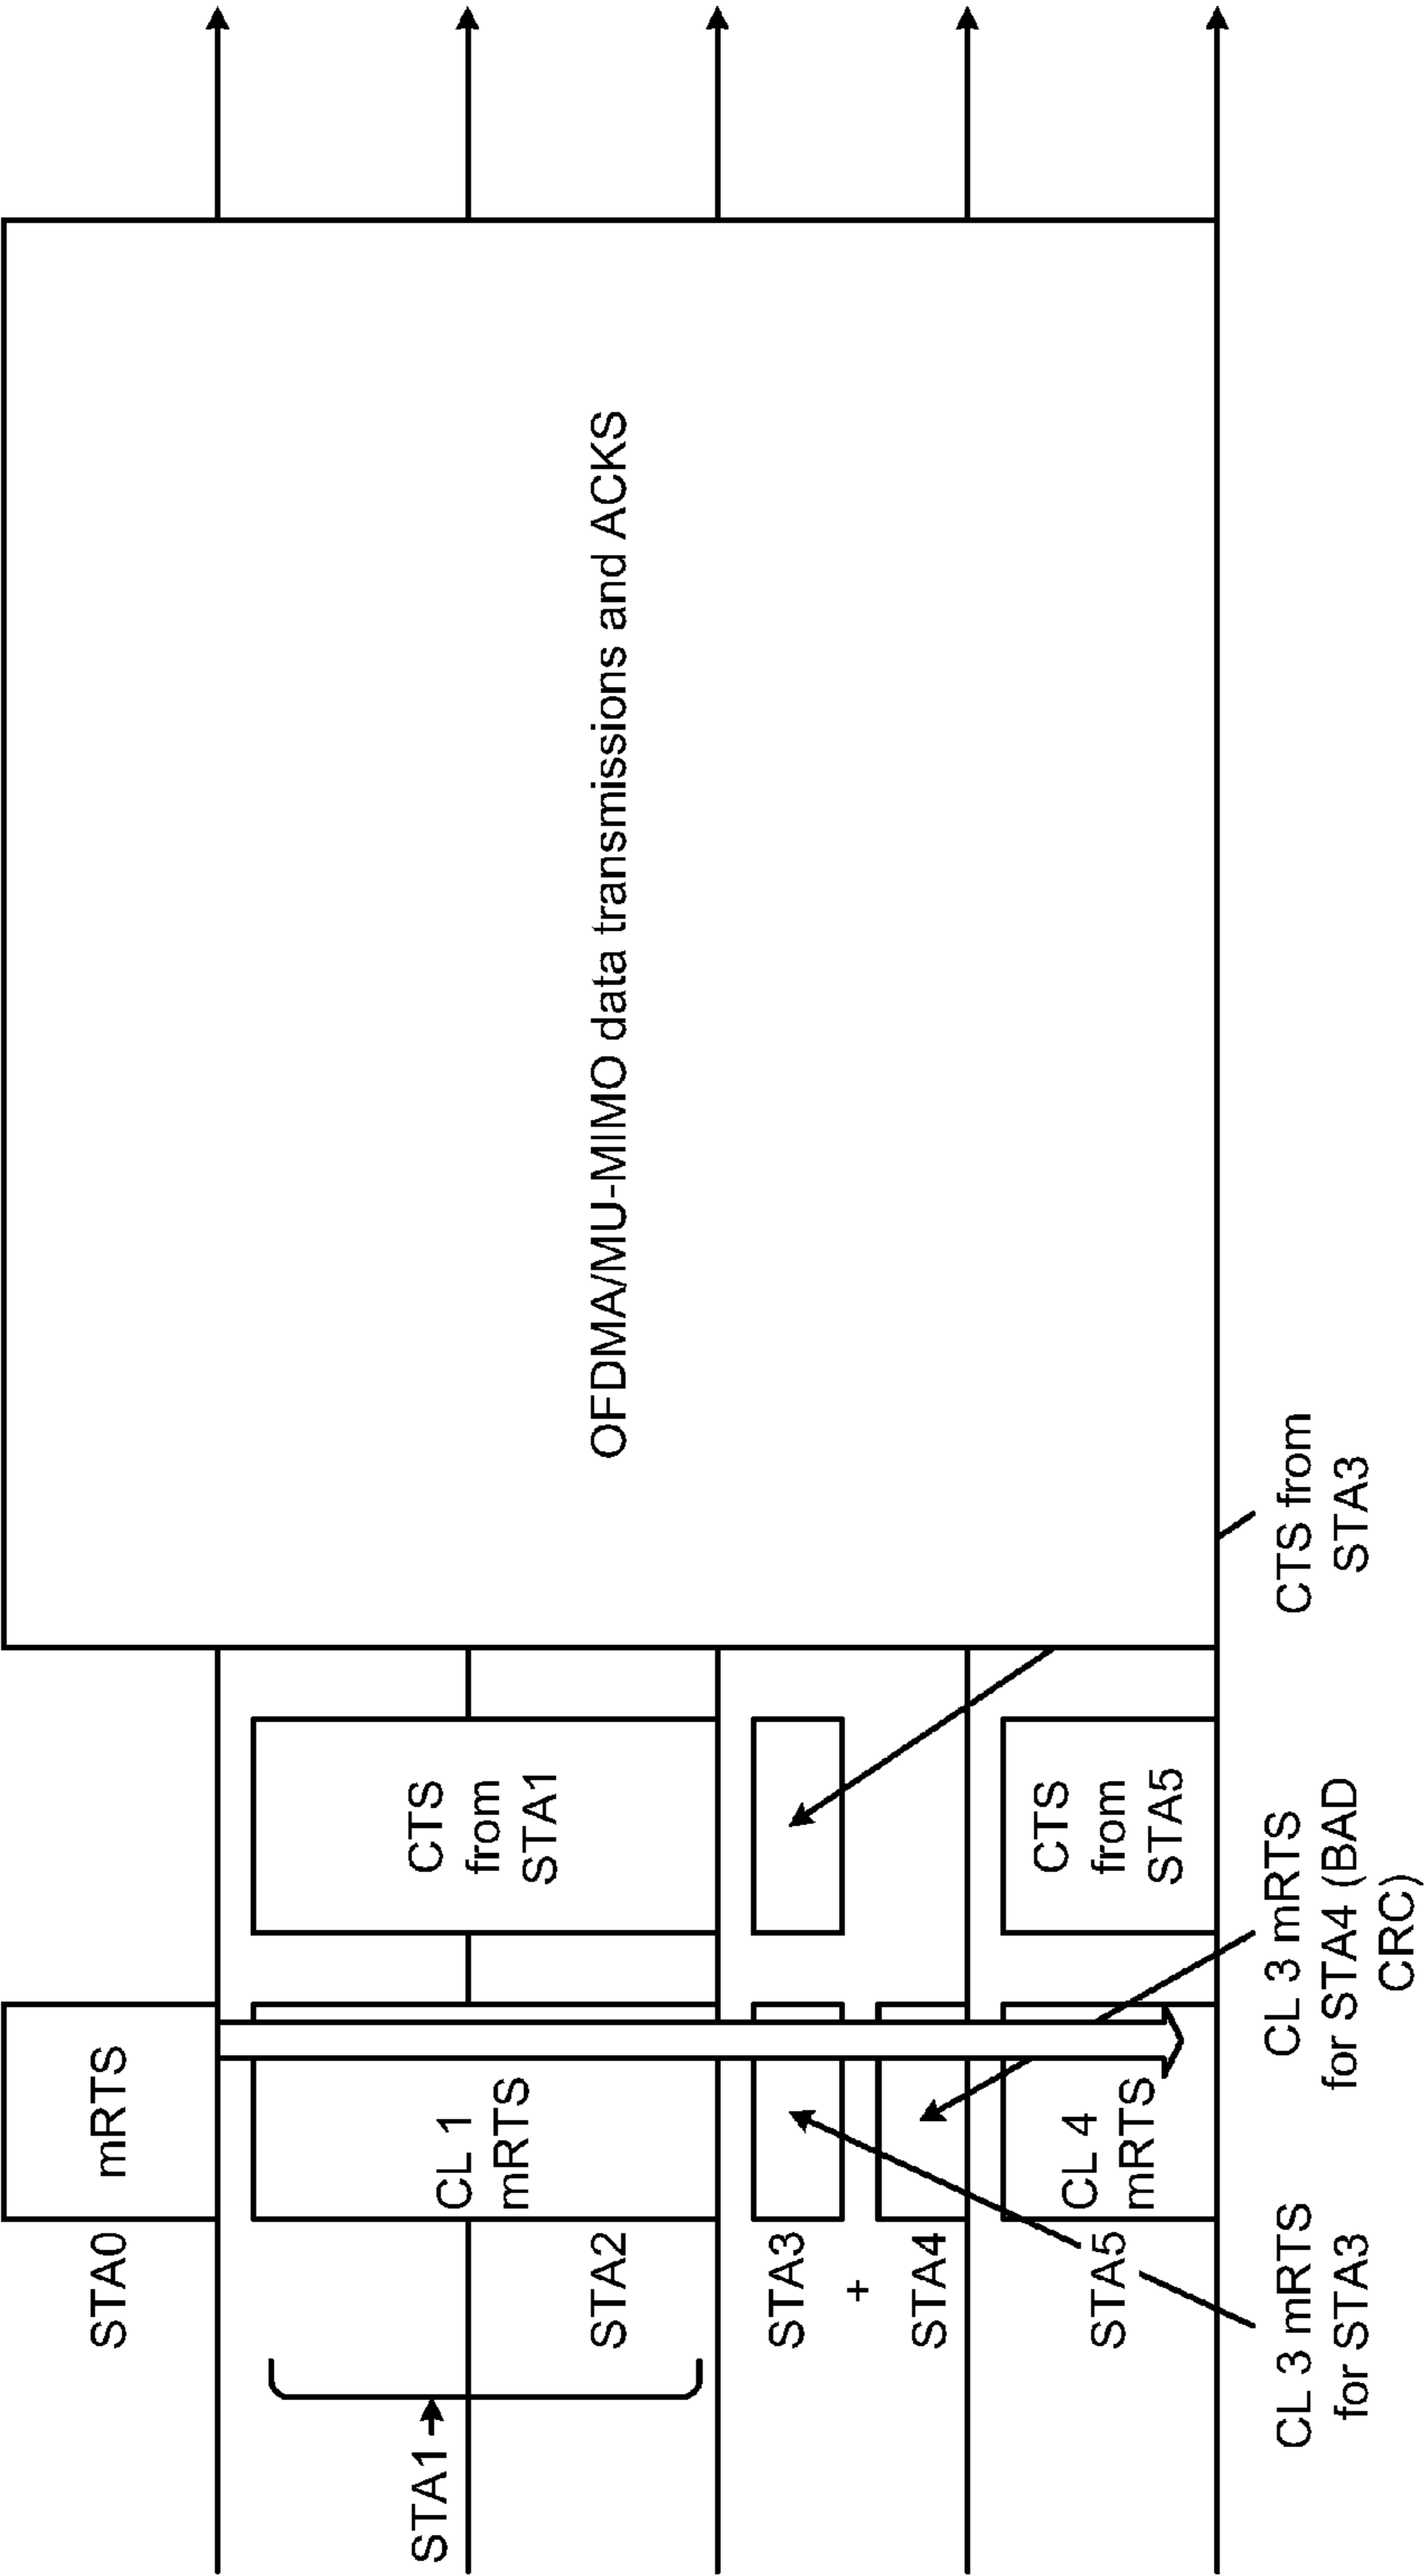 STA0
mRTS
STA1
STA2
CL 1
mRTS
CTS
from
STA1
STA3
+
STA4
STA5
CL 4
mRTS
CTS
from
STA5
OFDMA/MU-MIMO data transmissions and ACKS
CL 3 mRTS
for STA3
CL 3 mRTS
for STA4 (BAD
CRC)
CTS from
STA3